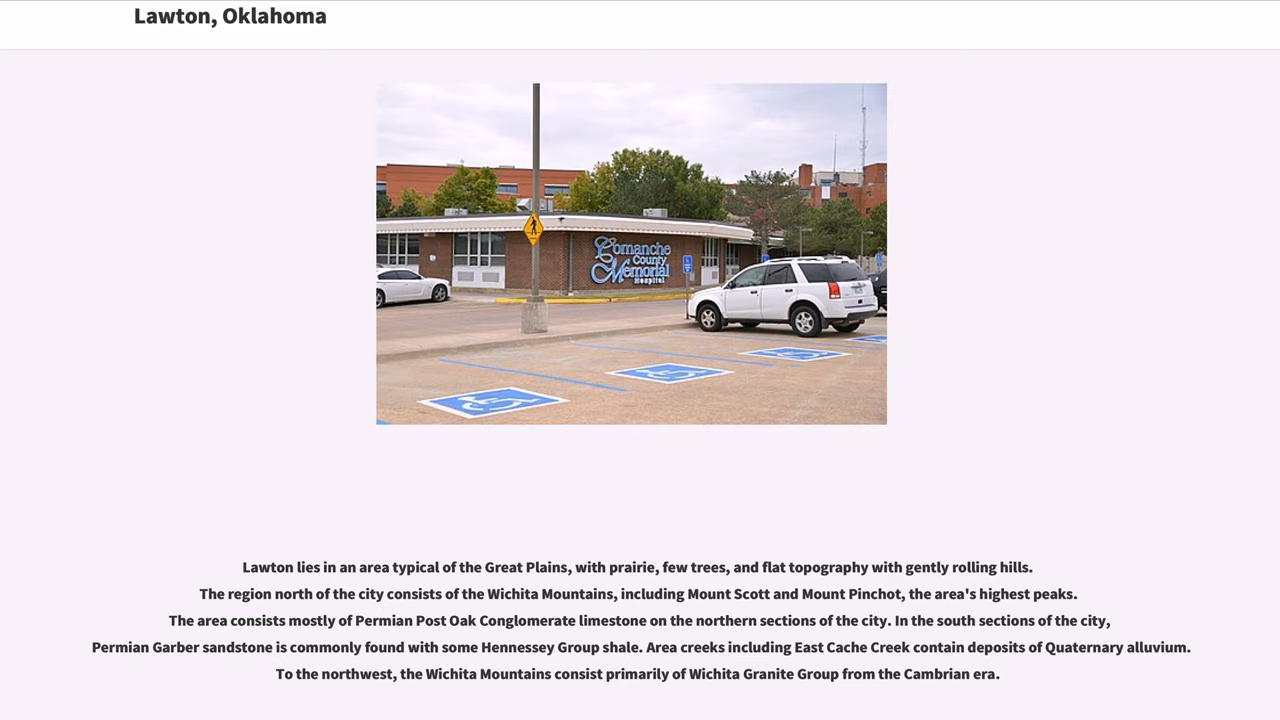 Lawton, Oklahoma
Comanche
County
Memorial
Hospital
Lawton lies in an area typical of the Great Plains, with prairie, few trees, and flat topography with gently rolling hills.
The region north of the city consists of the Wichita Mountains, including Mount Scott and Mount Pinchot, the area's highest peaks.
The area consists mostly of Permian Post Oak Conglomerate limestone on the northern sections of the city. In the south sections of the city,
Permian Garber sandstone is commonly found with some Hennessey Group shale. Area creeks including East Cache Creek contain deposits of Quaternary alluvium.
To the northwest, the Wichita Mountains consist primarily of Wichita Granite Group from the Cambrian era.